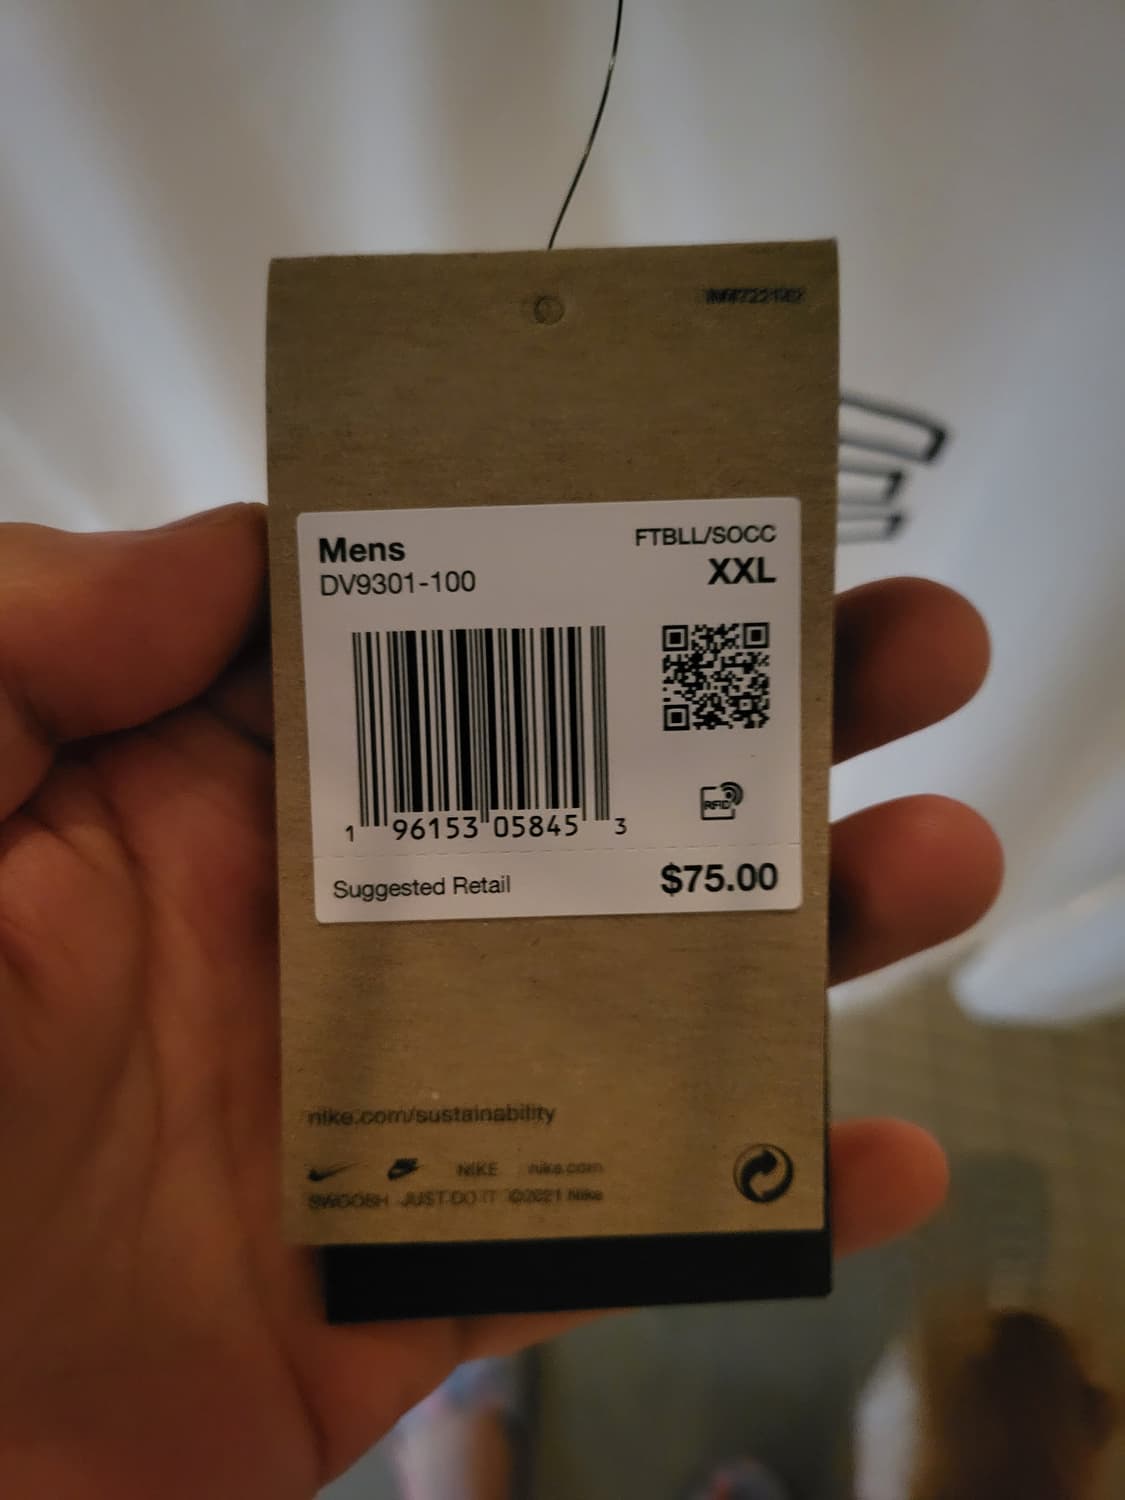 Mens
FTBLL/SOCC
DV9301-100
XXL
RFID
1 96153 05845 3
Suggested Retail
$75.00
nike.com/sustainability
NIKE nike.com
SWOOSH JUST DO IT ©2021 Nike